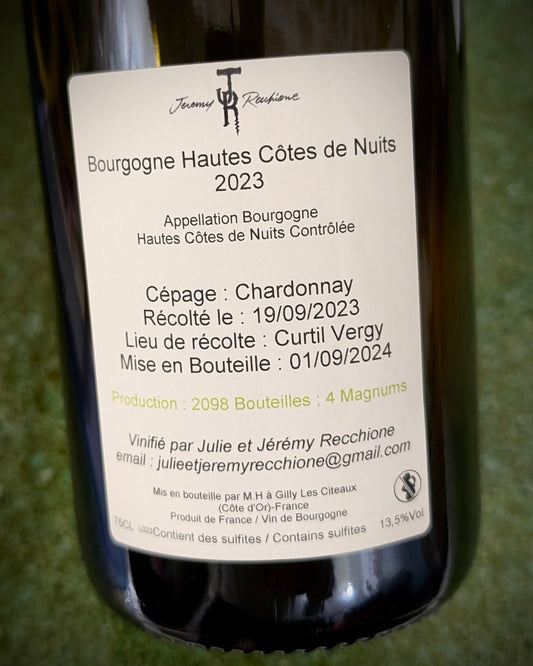 Jeremy JR Recchione
Bourgogne Hautes Côtes de Nuits
2023
Appellation Bourgogne
Hautes Côtes de Nuits Contrôlée
Cépage : Chardonnay
Récolté le : 19/09/2023
Lieu de récolte : Curtil Vergy
Mise en Bouteille : 01/09/2024
Production : 2098 Bouteilles ; 4 Magnums
Vinifié par Julie et Jérémy Recchione
email : julieetjeremyrecchione@gmail.com
Mis en bouteille par M.H à Gilly Les Citeaux
(Côte d'Or)-France
Produit de France / Vin de Bourgogne
75CL L023 Contient des sulfites / Contains sulfites 13,5%Vol